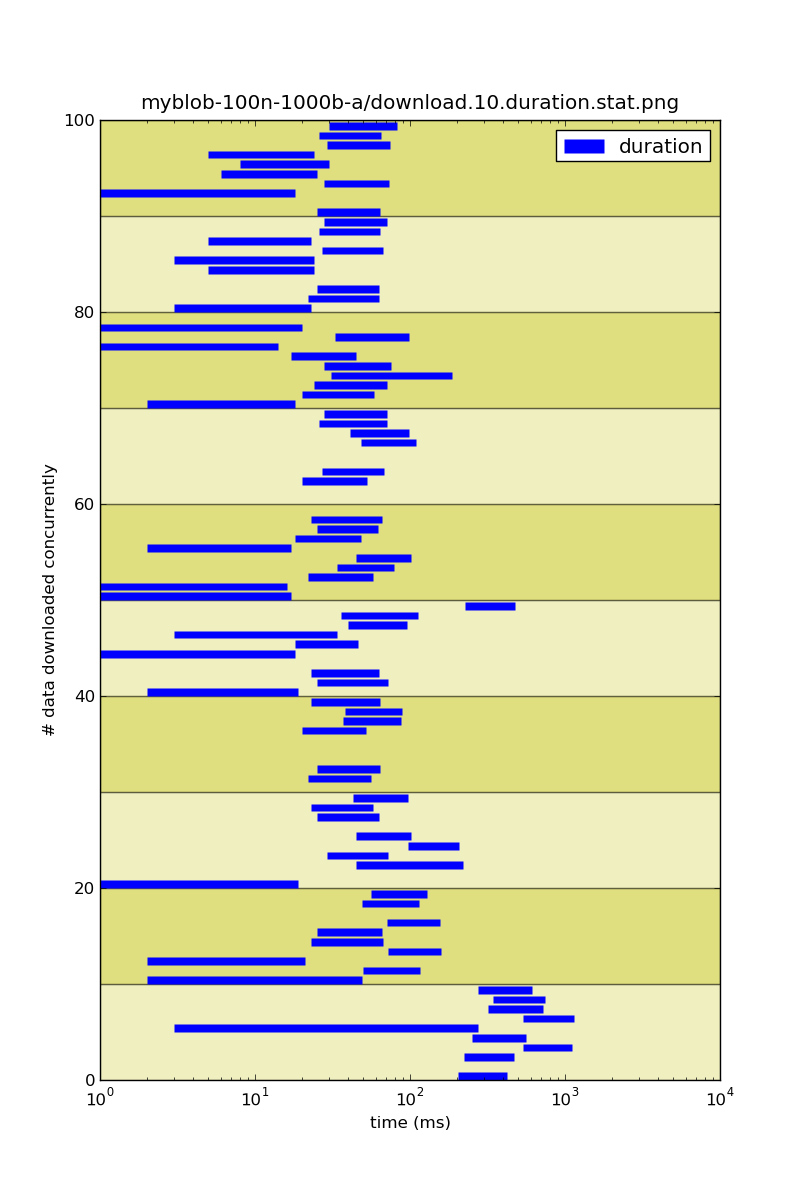 myblob-100n-1000b-a/download.10.duration.stat.png
duration
100
80
60
40
20
0
# data downloaded concurrently
10^0 10^1 10^2 10^3 10^4
time (ms)